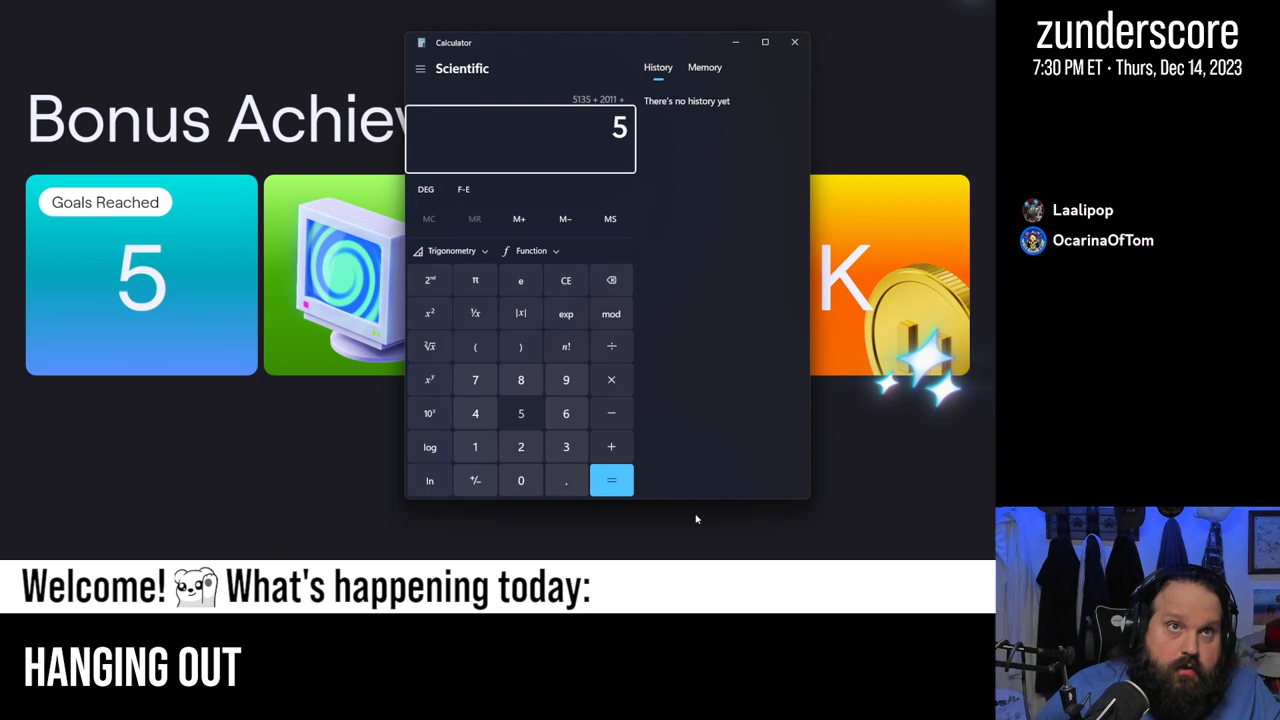 zunderscore
7:30 PM ET • Thurs, Dec 14, 2023
Laalipop
OcarinaOfTom
Bonus Achiev
Goals Reached
5
K
Calculator
Scientific
History
Memory
There's no history yet
5135 + 2011 +
5
DEG
F-E
MC
MR
M+
M−
MS
Trigonometry
Function
2nd
π
e
CE
x²
¹/x
|x|
exp
mod
²√x
(
)
n!
÷
xʸ
7
8
9
×
10ˣ
4
5
6
−
log
1
2
3
+
ln
⁺/₋
0
.
=
Welcome! What's happening today:
HANGING OUT